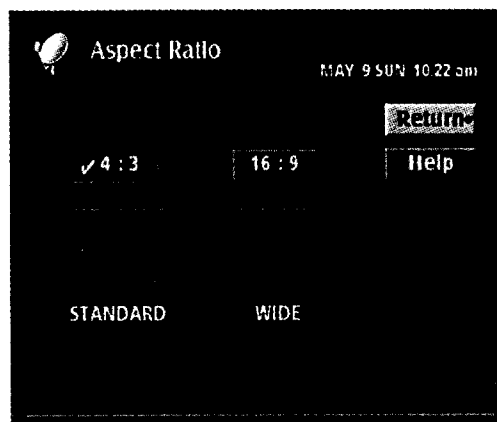 Aspect Ratio
MAY 9 SUN 10:22 am
Return
✓ 4 : 3 16 : 9 Help
STANDARD WIDE